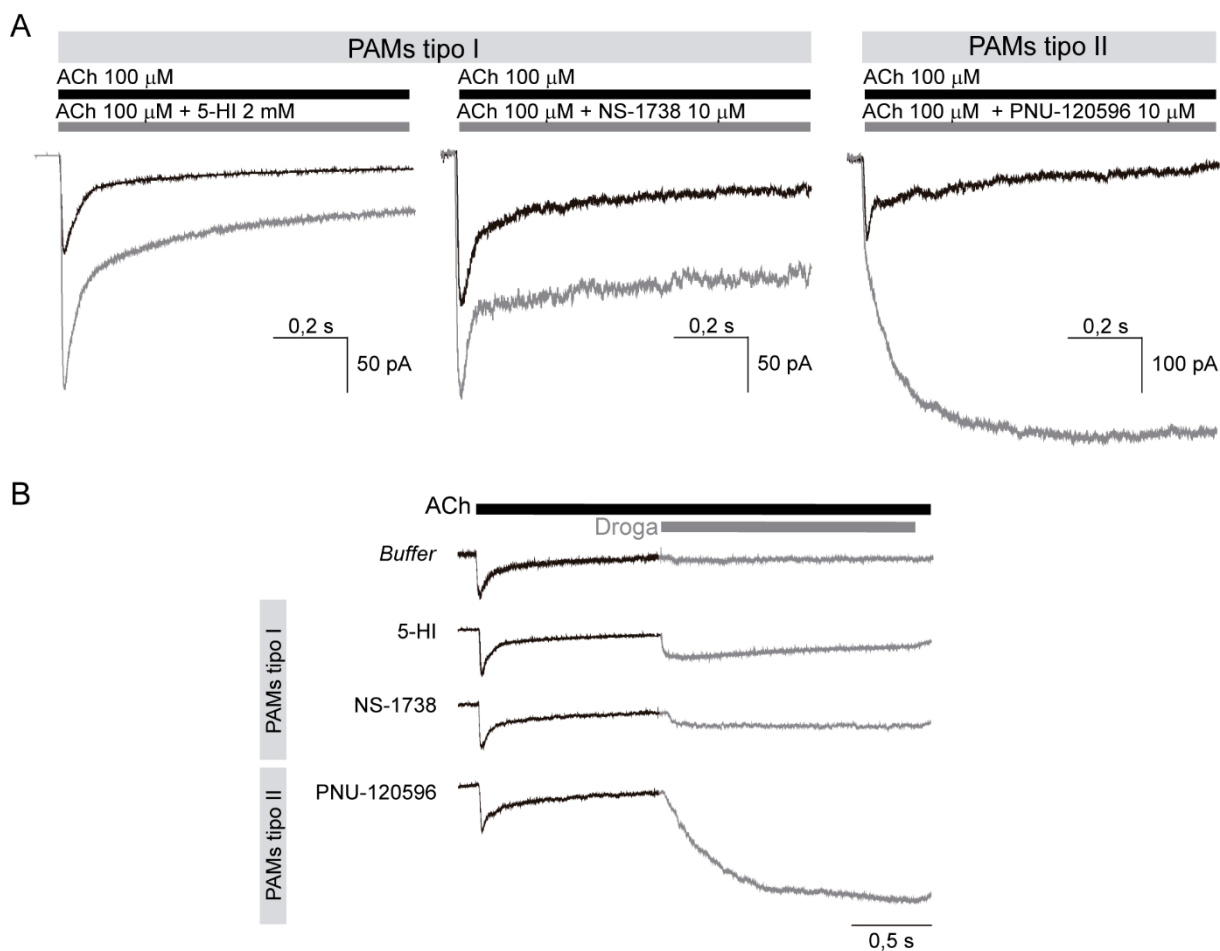 A
PAMs tipo I
PAMs tipo II
ACh 100 μM
ACh 100 μM + 5-HI 2 mM
ACh 100 μM
ACh 100 μM + NS-1738 10 μM
ACh 100 μM
ACh 100 μM + PNU-120596 10 μM
0,2 s
50 pA
0,2 s
50 pA
0,2 s
100 pA
B
ACh
Droga
Buffer
PAMs tipo I
5-HI
NS-1738
PAMs tipo II
PNU-120596
0,5 s